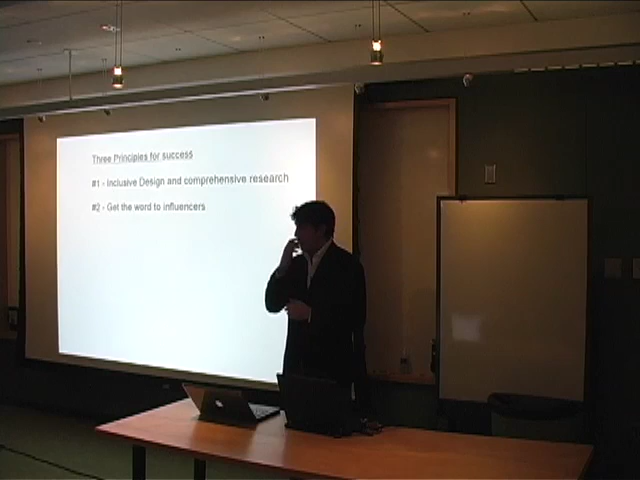 Three Principles for success
#1 - Inclusive Design and comprehensive research
#2 - Get the word to influencers